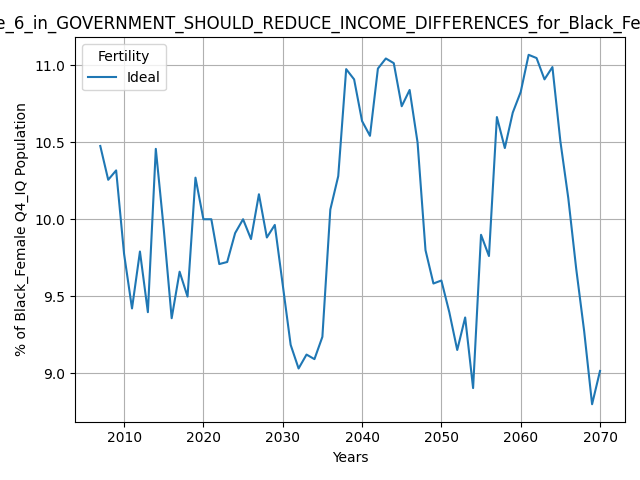 e_6_in_GOVERNMENT_SHOULD_REDUCE_INCOME_DIFFERENCES_for_Black_Fe
Fertility
Ideal
11.0
10.5
10.0
9.5
9.0
% of Black_Female Q4_IQ Population
2010 2020 2030 2040 2050 2060 2070
Years